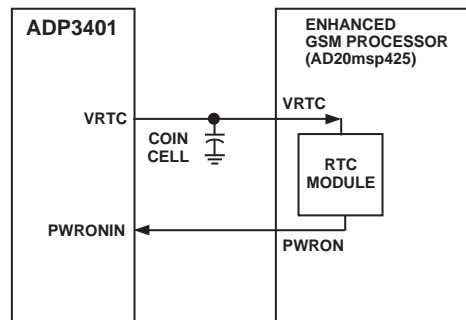 ADP3401
ENHANCED
GSM PROCESSOR
(AD20msp425)
VRTC
VRTC
COIN
CELL
RTC
MODULE
PWRONIN
PWRON